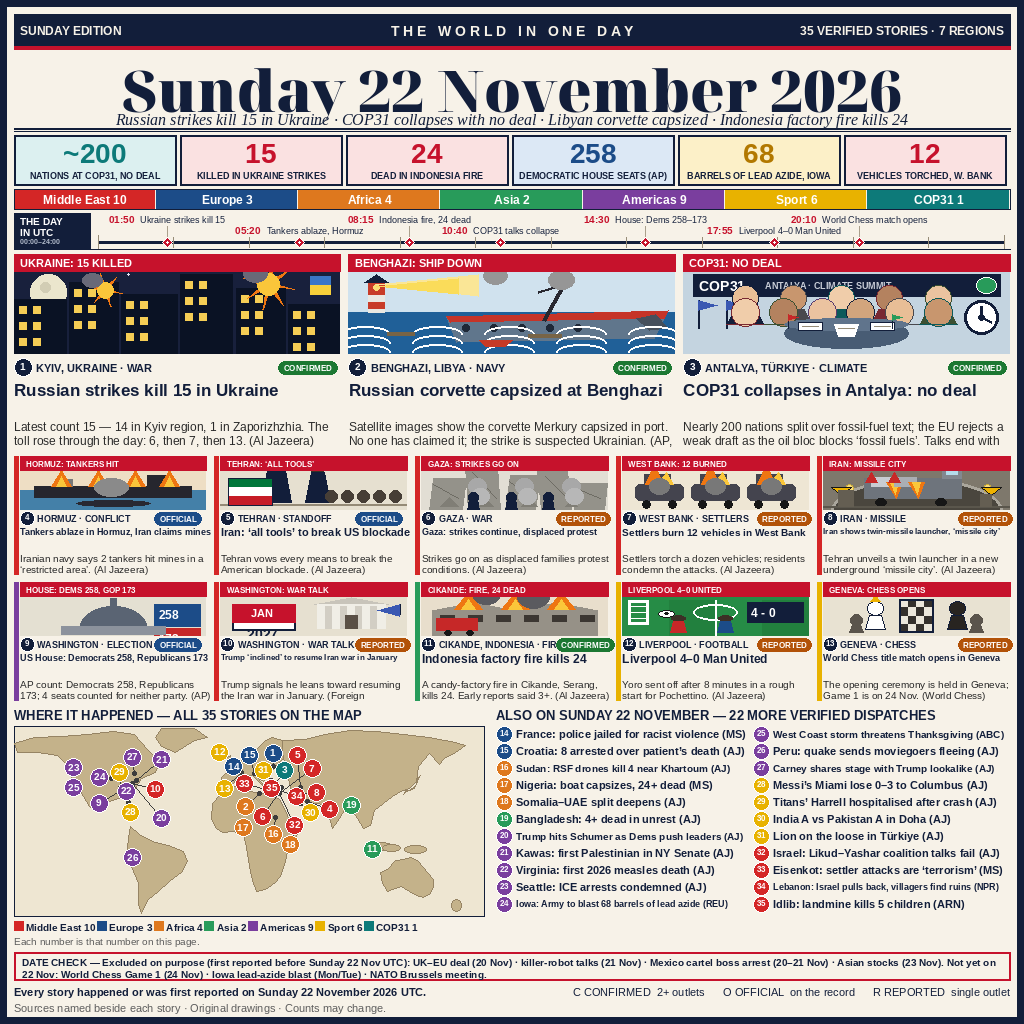 SUNDAY EDITION
THE WORLD IN ONE DAY
35 VERIFIED STORIES · 7 REGIONS
Sunday 22 November 2026
Russian strikes kill 15 in Ukraine · COP31 collapses with no deal · Libyan corvette capsized · Indonesia factory fire kills 24
~200
NATIONS AT COP31, NO DEAL
15
KILLED IN UKRAINE STRIKES
24
DEAD IN INDONESIA FIRE
258
DEMOCRATIC HOUSE SEATS (AP)
68
BARRELS OF LEAD AZIDE, IOWA
12
VEHICLES TORCHED, W. BANK
Middle East 10
Europe 3
Africa 4
Asia 2
Americas 9
Sport 6
COP31 1
THE DAY
IN UTC
00:00–24:00
01:50 Ukraine strikes kill 15
05:20 Tankers ablaze, Hormuz
08:15 Indonesia fire, 24 dead
10:40 COP31 talks collapse
14:30 House: Dems 258–173
17:55 Liverpool 4–0 Man United
20:10 World Chess match opens
UKRAINE: 15 KILLED
1 KYIV, UKRAINE · WAR
CONFIRMED
Russian strikes kill 15 in Ukraine
Latest count 15 — 14 in Kyiv region, 1 in Zaporizhzhia. The
toll rose through the day: 6, then 7, then 13. (Al Jazeera)
BENGHAZI: SHIP DOWN
2 BENGHAZI, LIBYA · NAVY
CONFIRMED
Russian corvette capsized at Benghazi
Satellite images show the corvette Merkury capsized in port.
No one has claimed it; the strike is suspected Ukrainian. (AP,
COP31: NO DEAL
COP31
ANTALYA · CLIMATE SUMMIT
3 ANTALYA, TÜRKIYE · CLIMATE
CONFIRMED
COP31 collapses in Antalya: no deal
Nearly 200 nations split over fossil-fuel text; the EU rejects a
weak draft as the oil bloc blocks ‘fossil fuels’. Talks end with
HORMUZ: TANKERS HIT
4 HORMUZ · CONFLICT
OFFICIAL
Tankers ablaze in Hormuz, Iran claims mines
Iranian navy says 2 tankers hit mines in a
‘restricted area’. (Al Jazeera)
TEHRAN: ‘ALL TOOLS’
5 TEHRAN · STANDOFF
OFFICIAL
Iran: ‘all tools’ to break US blockade
Tehran vows every means to break the
American blockade. (Al Jazeera)
GAZA: STRIKES GO ON
6 GAZA · WAR
REPORTED
Gaza: strikes continue, displaced protest
Strikes go on as displaced families protest
conditions. (Al Jazeera)
WEST BANK: 12 BURNED
7 WEST BANK · SETTLERS
REPORTED
Settlers burn 12 vehicles in West Bank
Settlers torch a dozen vehicles; residents
condemn the attacks. (Al Jazeera)
IRAN: MISSILE CITY
8 IRAN · MISSILE
REPORTED
Iran shows twin-missile launcher, ‘missile city’
Tehran unveils a twin launcher in a new
underground ‘missile city’. (Al Jazeera)
HOUSE: DEMS 258, GOP 173
258
173
9 WASHINGTON · ELECTION
OFFICIAL
US House: Democrats 258, Republicans 173
AP count: Democrats 258, Republicans
173; 4 seats counted for neither party. (AP)
WASHINGTON: WAR TALK
JAN
2027
10 WASHINGTON · WAR TALK
REPORTED
Trump ‘inclined’ to resume Iran war in January
Trump signals he leans toward resuming
the Iran war in January. (Foreign
CIKANDE: FIRE, 24 DEAD
11 CIKANDE, INDONESIA · FIR
CONFIRMED
Indonesia factory fire kills 24
A candy-factory fire in Cikande, Serang,
kills 24. Early reports said 3+. (Al Jazeera)
LIVERPOOL 4–0 UNITED
4 - 0
12 LIVERPOOL · FOOTBALL
REPORTED
Liverpool 4–0 Man United
Yoro sent off after 8 minutes in a rough
start for Pochettino. (Al Jazeera)
GENEVA: CHESS OPENS
13 GENEVA · CHESS
REPORTED
World Chess title match opens in Geneva
The opening ceremony is held in Geneva;
Game 1 is on 24 Nov. (World Chess)
WHERE IT HAPPENED — ALL 35 STORIES ON THE MAP
27 21 23 24 29 25 22 10 9 28 20 26
12 15 1 5 14 31 3 7 13 33 35 34 8 2 6 30 4 19 17 16 32 18 11
Middle East 10 Europe 3 Africa 4 Asia 2 Americas 9 Sport 6 COP31 1
Each number is that number on this page.
ALSO ON SUNDAY 22 NOVEMBER — 22 MORE VERIFIED DISPATCHES
14 France: police jailed for racist violence (MS)
15 Croatia: 8 arrested over patient’s death (AJ)
16 Sudan: RSF drones kill 4 near Khartoum (AJ)
17 Nigeria: boat capsizes, 24+ dead (MS)
18 Somalia–UAE split deepens (AJ)
19 Bangladesh: 4+ dead in unrest (AJ)
20 Trump hits Schumer as Dems push leaders (AJ)
21 Kawas: first Palestinian in NY Senate (AJ)
22 Virginia: first 2026 measles death (AJ)
23 Seattle: ICE arrests condemned (AJ)
24 Iowa: Army to blast 68 barrels of lead azide (REU)
25 West Coast storm threatens Thanksgiving (ABC)
26 Peru: quake sends moviegoers fleeing (AJ)
27 Carney shares stage with Trump lookalike (AJ)
28 Messi’s Miami lose 0–3 to Columbus (AJ)
29 Titans’ Harrell hospitalised after crash (AJ)
30 India A vs Pakistan A in Doha (AJ)
31 Lion on the loose in Türkiye (AJ)
32 Israel: Likud–Yashar coalition talks fail (AJ)
33 Eisenkot: settler attacks are ‘terrorism’ (MS)
34 Lebanon: Israel pulls back, villagers find ruins (NPR)
35 Idlib: landmine kills 5 children (ARN)
DATE CHECK — Excluded on purpose (first reported before Sunday 22 Nov UTC): UK–EU deal (20 Nov) · killer-robot talks (21 Nov) · Mexico cartel boss arrest (20–21 Nov) · Asian stocks (23 Nov). Not yet on
22 Nov: World Chess Game 1 (24 Nov) · Iowa lead-azide blast (Mon/Tue) · NATO Brussels meeting.
Every story happened or was first reported on Sunday 22 November 2026 UTC.
C CONFIRMED 2+ outlets O OFFICIAL on the record R REPORTED single outlet
Sources named beside each story · Original drawings · Counts may change.